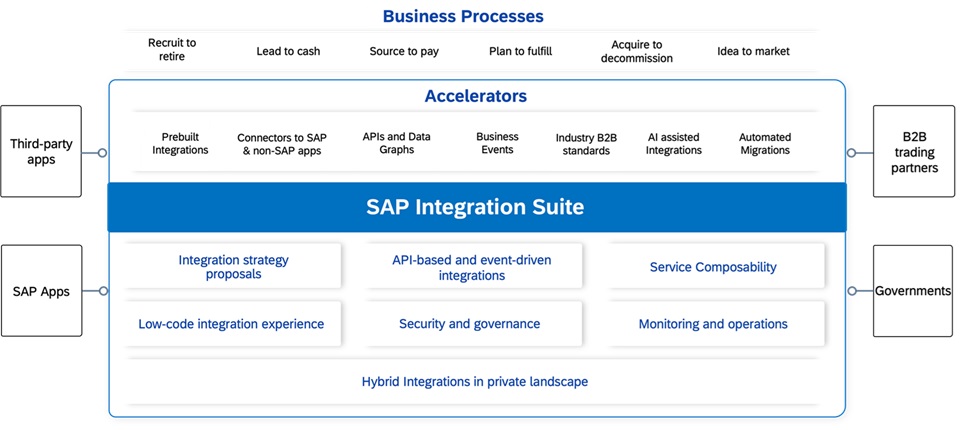 Business Processes
Recruit to
retire
Lead to cash
Source to pay
Plan to fulfill
Acquire to
decommission
Idea to market
Accelerators
Prebuilt
Integrations
Connectors to SAP
& non-SAP apps
APIs and Data
Graphs
Business
Events
Industry B2B
standards
AI assisted
Integrations
Automated
Migrations
Third-party
apps
B2B
trading
partners
SAP Integration Suite
Integration strategy
proposals
API-based and event-driven
integrations
Service Composability
SAP Apps
Governments
Low-code integration experience
Security and governance
Monitoring and operations
Hybrid Integrations in private landscape